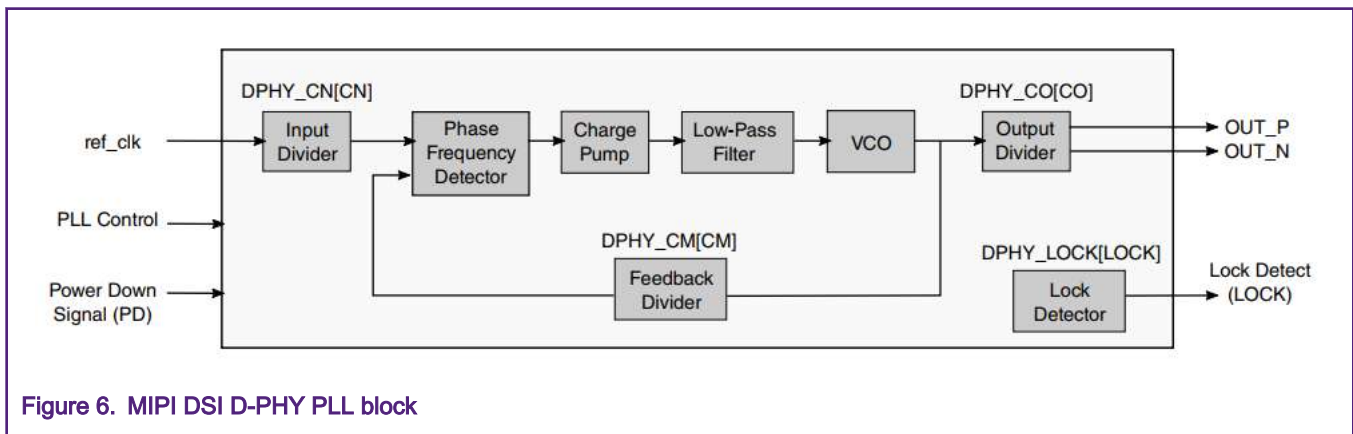 DPHY_CN[CN]
DPHY_CO[CO]
ref_clk
Input
Divider
Phase
Frequency
Detector
Charge
Pump
Low-Pass
Filter
VCO
Output
Divider
OUT_P
OUT_N
PLL Control
DPHY_CM[CM]
Feedback
Divider
DPHY_LOCK[LOCK]
Lock
Detector
Lock Detect
(LOCK)
Power Down
Signal (PD)
Figure 6. MIPI DSI D-PHY PLL block